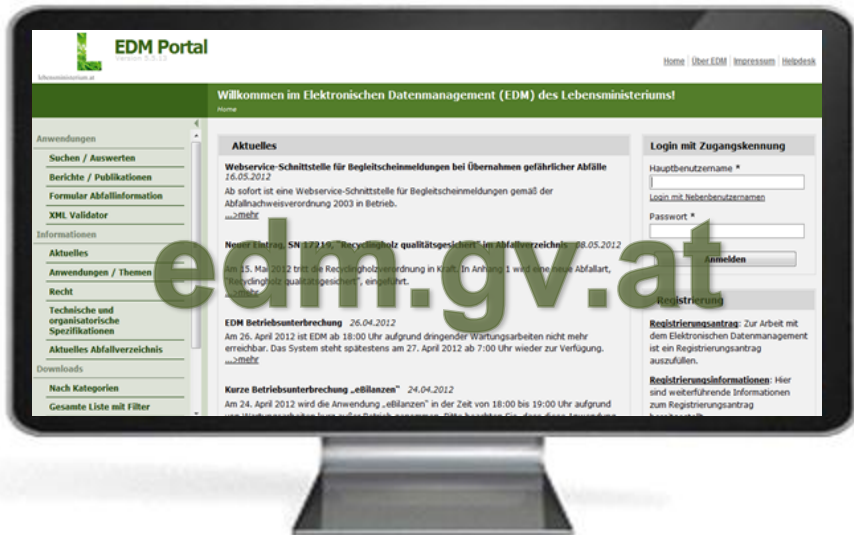 EDM Portal
Version 5.5.12
lebensministerium.at
Home | Über EDM | Impressum | Helpdesk
Willkommen im Elektronischen Datenmanagement (EDM) des Lebensministeriums!
Home
Anwendungen
Suchen / Auswerten
Berichte / Publikationen
Formular Abfallinformation
XML Validator
Informationen
Aktuelles
Anwendungen / Themen
Recht
Technische und
organisatorische
Spezifikationen
Aktuelles Abfallverzeichnis
Downloads
Nach Kategorien
Gesamte Liste mit Filter
Aktuelles
Webservice-Schnittstelle für Begleitscheinmeldungen bei Übernahmen gefährlicher Abfälle
16.05.2012
Ab sofort ist eine Webservice-Schnittstelle für Begleitscheinmeldungen gemäß der
Abfallnachweisverordnung 2003 in Betrieb.
...>mehr
Neuer Eintrag, SN 17219, "Recyclingholz qualitätsgesichert" im Abfallverzeichnis 08.05.2012
Am 15. Mai 2012 tritt die Recyclingholzverordnung in Kraft. In Anhang 1 wird eine neue Abfallart,
"Recyclingholz qualitätsgesichert", eingeführt.
...>mehr
EDM Betriebsunterbrechung 26.04.2012
Am 26. April 2012 ist EDM ab 18:00 Uhr aufgrund dringender Wartungsarbeiten nicht mehr
erreichbar. Das System steht spätestens am 27. April 2012 ab 7:00 Uhr wieder zur Verfügung.
...>mehr
Kurze Betriebsunterbrechung „eBilanzen" 24.04.2012
Am 24. April 2012 wird die Anwendung „eBilanzen" in der Zeit von 18:00 bis 19:00 Uhr aufgrund
Login mit Zugangskennung
Hauptbenutzername *
Login mit Nebenbenutzernamen
Passwort *
Anmelden
Registrierung
Registrierungsantrag: Zur Arbeit mit
dem Elektronischen Datenmanagement
ist ein Registrierungsantrag
auszufüllen.
Registrierungsinformationen: Hier
sind weiterführende Informationen
zum Registrierungsantrag
edm.gv.at